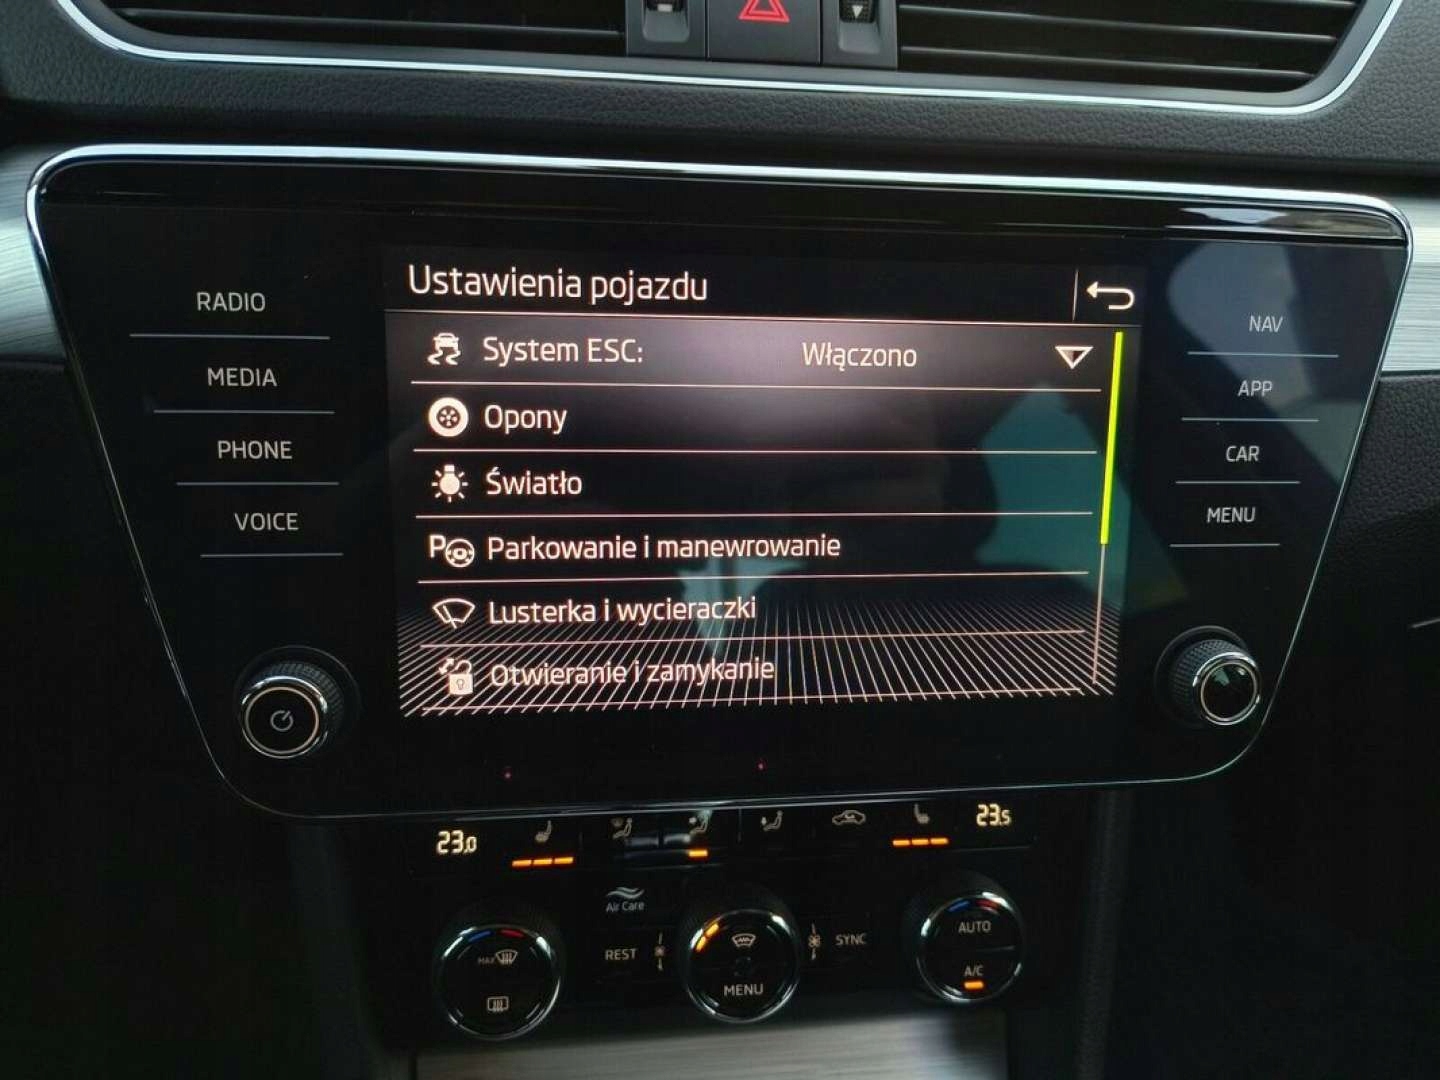 Ustawienia pojazdu
RADIO
MEDIA
PHONE
VOICE
System ESC: Włączono
Opony
Światło
P Parkowanie i manewrowanie
Lusterka i wycieraczki
Otwieranie i zamykanie
NAV
APP
CAR
MENU
23,0
23,5
Air Care
MAX
REST
MENU
SYNC
AUTO
A/C